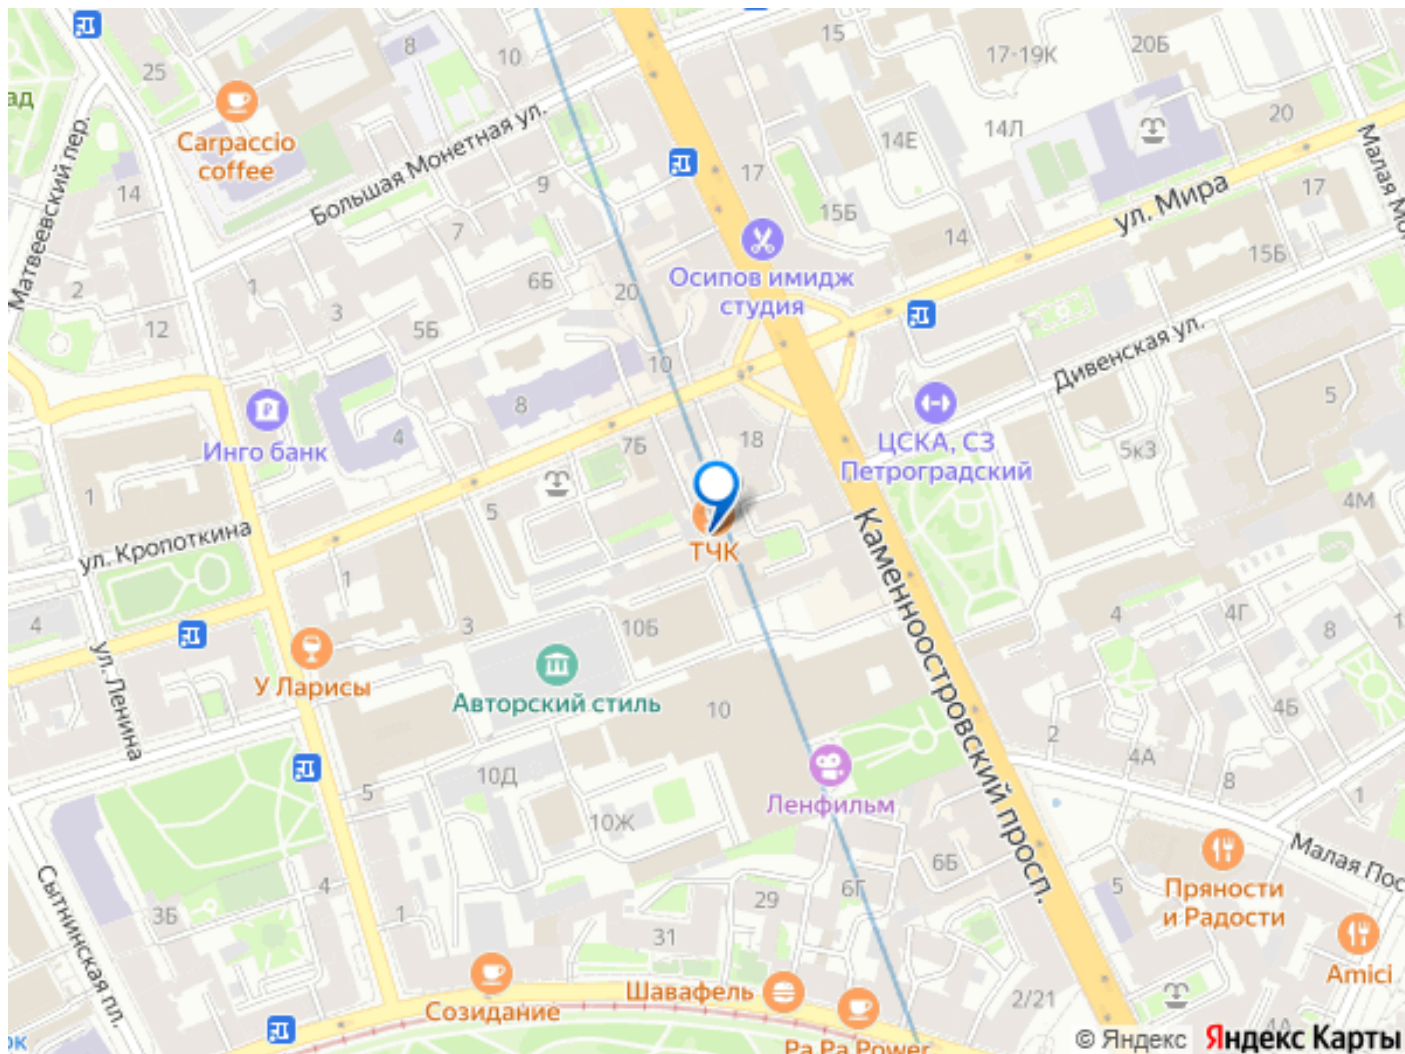 8
15
17-19К
20Б
10
25
ад
Carpaccio
coffee
Большая Монетная ул.
14Е
14Л
20
Матвеевский пер.
17
9
14
15Б
ул. Мира
17
7
14
15Б
6Б
20
Осипов имидж
студия
2
1
3
12
5Б
Дивенская ул.
10
8
5
Инго банк
4
7Б
18
ЦСКА, СЗ
Петроградский
5к3
1
5
4М
ул. Кропоткина
ТЧК
Каменноостровский просп.
1
4
3
10Б
4
4Г
8
ул. Ленина
У Ларисы
Авторский стиль
10
4Б
2
4А
8
1
10Д
5
Ленфильм
10Ж
Малая Пос
6Б
Сытнинская пл.
4
3Б
1
29
6Г
5
Пряности
и Радости
31
Amici
Созидание
Шавафель
2/21
Pa Pa Power
4А
© Яндекс
Яндекс Карты